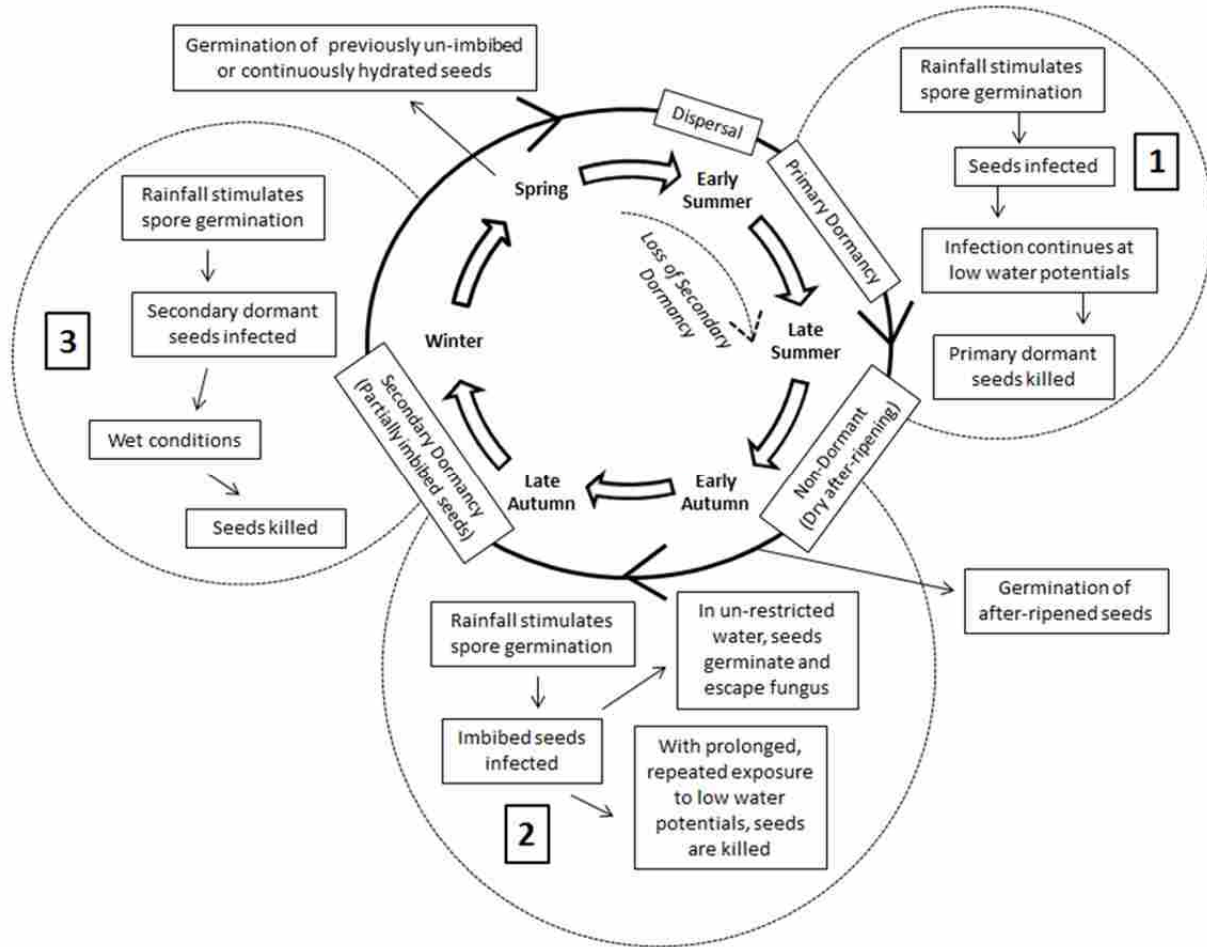 Germination of previously un-imbibed
or continuously hydrated seeds
Dispersal
Primary Dormancy
Rainfall stimulates
spore germination
1
Seeds infected
Infection continues at
low water potentials
Primary dormant
seeds killed
Spring
Early
Summer
Loss of Secondary
Dormancy
Late
Summer
Non-Dormant
(Dry after-ripening)
Early
Autumn
Late
Autumn
Secondary Dormancy
(Partially imbibed seeds)
Winter
Rainfall stimulates
spore germination
3
Secondary dormant
seeds infected
Wet conditions
Seeds killed
Germination of
after-ripened seeds
Rainfall stimulates
spore germination
In un-restricted
water, seeds
germinate and
escape fungus
Imbibed seeds
infected
2
With prolonged,
repeated exposure
to low water
potentials, seeds
are killed